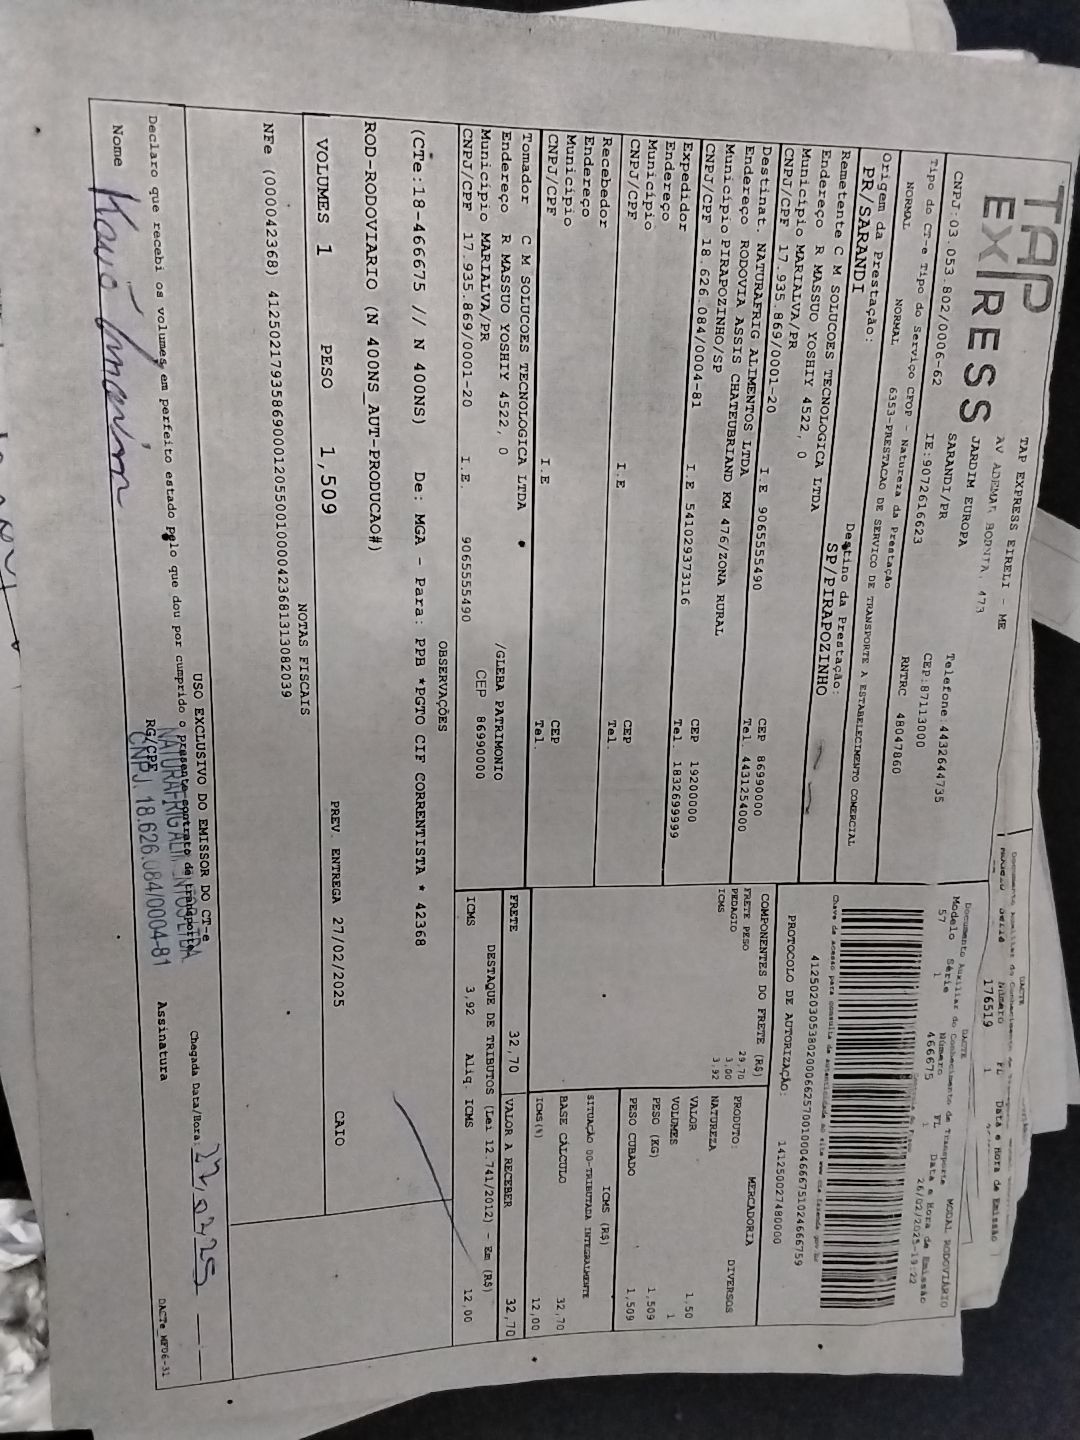 TAP
EXPRESS
TAP EXPRESS EIRELI - ME
AV ADEMAR BORNIA, 473
JARDIM EUROPA
SARANDI/PR
Telefone:4432644735
CNPJ:03.053.802/0006-62
IE:9072616623
CEP:87113000
RNTRC 48047860
DACTE
Número FL Data e Hora de Emissão
176519 1
DACTE
Documento Auxiliar do Conhecimento de Transporte
MODAL RODOVIÁRIO
Modelo Série Número FL Data e Hora de Emissão
57 1 466675 1 26/02/2025-19:22
Tipo do CT-e Tipo do Serviço CFOP - Natureza da Prestação
NORMAL NORMAL 6353-PRESTACAO DE SERVICO DE TRANSPORTE A ESTABELECIMENTO COMERCIAL
Chave de acesso para consulta de autenticidade no site www.cte.fazenda.gov.br
41250203053802000662570010004666751024666759
Origem da Prestação:
PR/SARANDI
Destino da Prestação:
SP/PIRAPOZINHO
PROTOCOLO DE AUTORIZAÇÃO: 141250027480000
Remetente C M SOLUCOES TECNOLOGICA LTDA
Endereço R MASSUO YOSHIY 4522, 0
Município MARIALVA/PR CEP 86990000
CNPJ/CPF 17.935.869/0001-20 I.E 9065555490 Tel. 4431254000
Destinat. NATURAFRIG ALIMENTOS LTDA
Endereço RODOVIA ASSIS CHATEUBRIAND KM 476/ZONA RURAL
Município PIRAPOZINHO/SP CEP 19200000
CNPJ/CPF 18.626.084/0004-81 I.E 541029373116 Tel 1832699999
Expedidor
Endereço
Município CEP
CNPJ/CPF I.E Tel.
Recebedor
Endereço
Município CEP
CNPJ/CPF I.E Tel.
Tomador C M SOLUCOES TECNOLOGICA LTDA
Endereço R MASSUO YOSHIY 4522, 0 /GLEBA PATRIMONIO
Município MARIALVA/PR CEP 86990000
CNPJ/CPF 17.935.869/0001-20 I.E. 9065555490
COMPONENTES DO FRETE (R$)
FRETE PESO 29,70
PEDAGIO 3,00
ICMS 3,92
PRODUTO: MERCADORIA
NATUREZA DIVERSOS
VALOR 1,50
VOLUMES 1
PESO (KG) 1,509
PESO CUBADO 1,509
ICMS (R$)
SITUAÇÃO 00-TRIBUTADA INTEGRALMENTE
BASE CÁLCULO 32,70
ICMS(%) 12,00
FRETE 32,70
VALOR A RECEBER 32,70
DESTAQUE DE TRIBUTOS (Lei 12.741/2012) - Em (R$)
ICMS 3,92 Aliq. ICMS 12,00
OBSERVAÇÕES
(CTe:18-466675 // N 400NS) De: MGA - Para: PPB *PGTO CIF CORRENTISTA * 42368
ROD-RODOVIARIO (N 400NS_AUT-PRODUCAO#)
VOLUMES 1 PESO 1,509 PREV. ENTREGA 27/02/2025 CAIO
NOTAS FISCAIS
NFe (000042368) 41250217935869000120550010000423681313082039
USO EXCLUSIVO DO EMISSOR DO CT-e
Declaro que recebi os volumes em perfeito estado pelo que dou por cumprido o presente contrato de transporte
Chegada Data/Hora:
Nome
RG/CPF
Assinatura
NATURAFRIG ALIMENTOS LTDA
CNPJ. 18.626.084/0004-81
DACTe_MF06-31